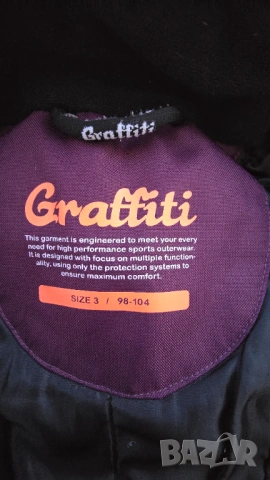 Graffiti
Graffiti
This garment is engineered to meet your every
need for high performance sports outerwear.
It is designed with focus on multiple function-
ality, using only the protection systems to
ensure maximum comfort.
SIZE 3 / 98-104
BAZAR